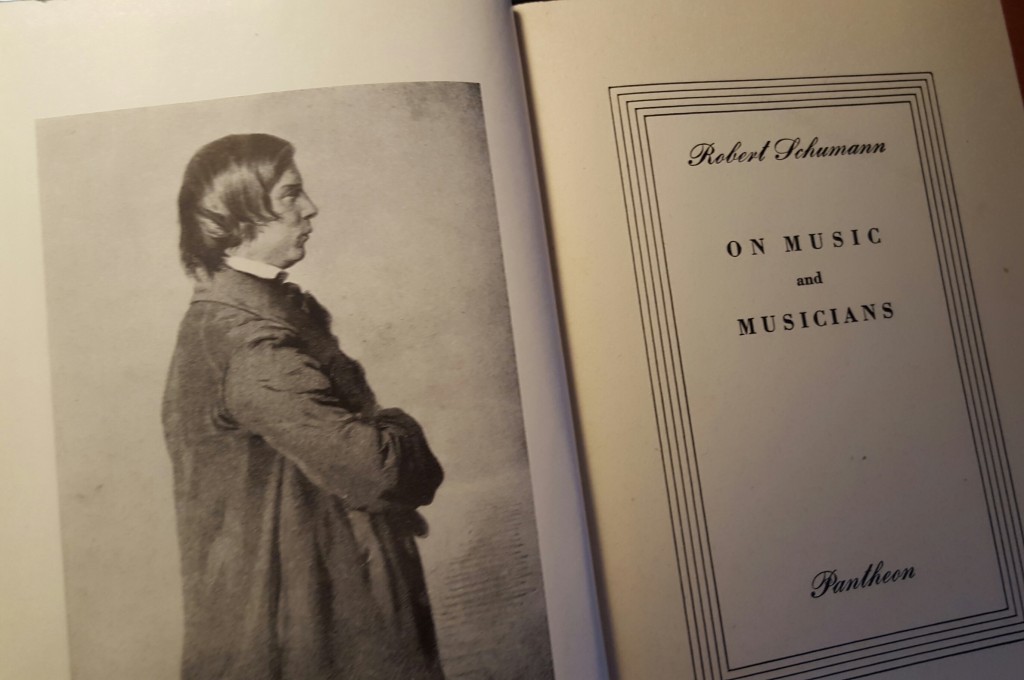 Robert Schumann
ON MUSIC
and
MUSICIANS
Pantheon